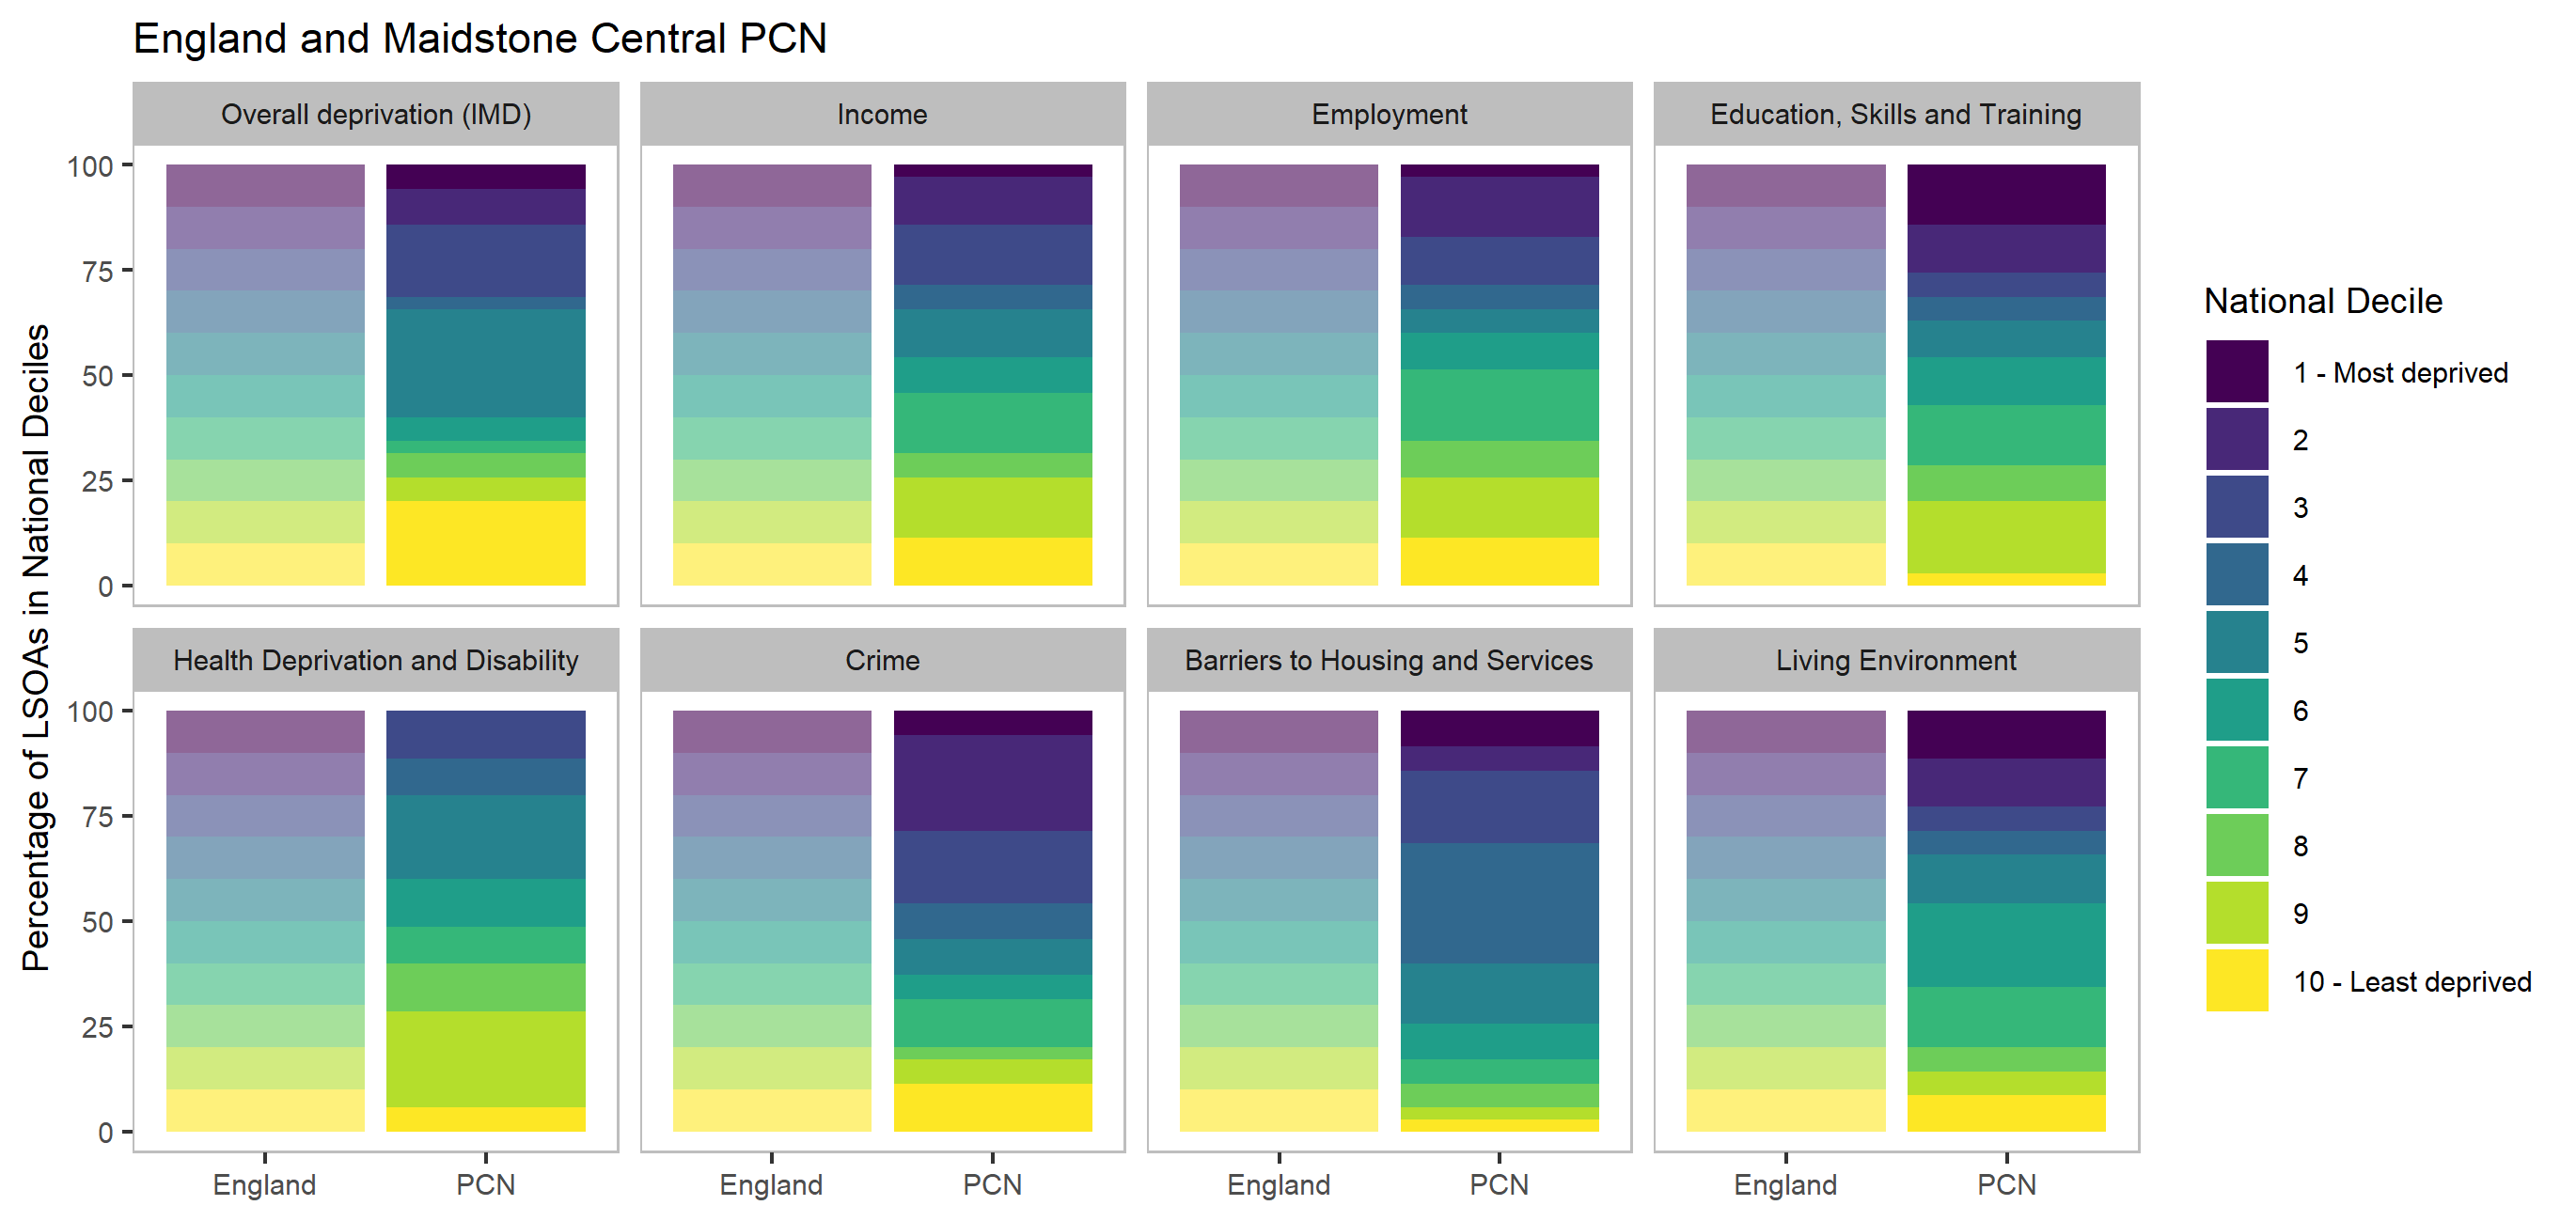 England and Maidstone Central PCN
Overall deprivation (IMD)
Income
Employment
Education, Skills and Training
100
75
50
25
0
Health Deprivation and Disability
Crime
Barriers to Housing and Services
Living Environment
100
75
50
25
0
England
PCN
England
PCN
England
PCN
England
PCN
Percentage of LSOAs in National Deciles
National Decile
1 - Most deprived
2
3
4
5
6
7
8
9
10 - Least deprived